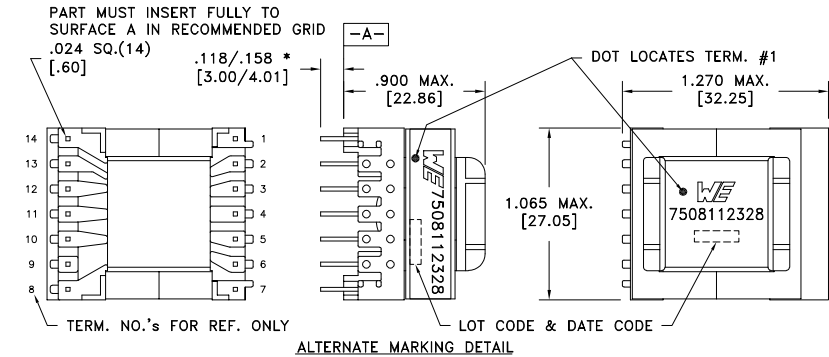 PART MUST INSERT FULLY TO
SURFACE A IN RECOMMENDED GRID
.024 SQ.(14)
[.60]
.118/.158 *
[3.00/4.01]
-A-
.900 MAX.
[22.86]
DOT LOCATES TERM. #1
1.270 MAX.
[32.25]
14
13
12
11
10
9
8
1
2
3
4
5
6
7
WE 7508112328
1.065 MAX.
[27.05]
WE
7508112328
TERM. NO.'s FOR REF. ONLY
LOT CODE & DATE CODE
ALTERNATE MARKING DETAIL